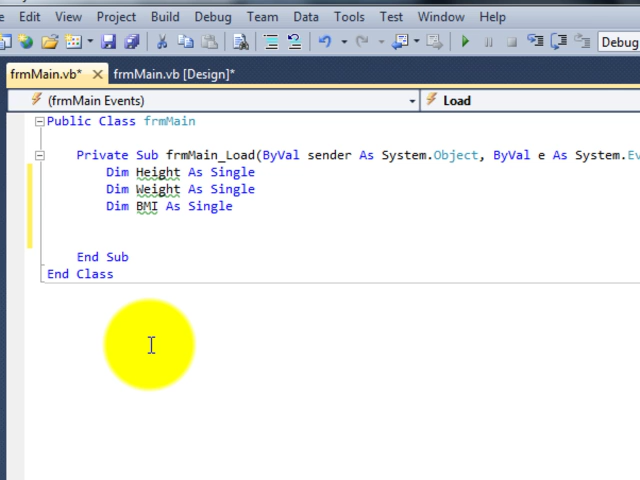 Edit View Project Build Debug Team Data Tools Test Window Help
Debug
frmMain.vb* frmMain.vb [Design]*
(frmMain Events) Load
Public Class frmMain
Private Sub frmMain_Load(ByVal sender As System.Object, ByVal e As System.Ev
Dim Height As Single
Dim Weight As Single
Dim BMI As Single
End Sub
End Class